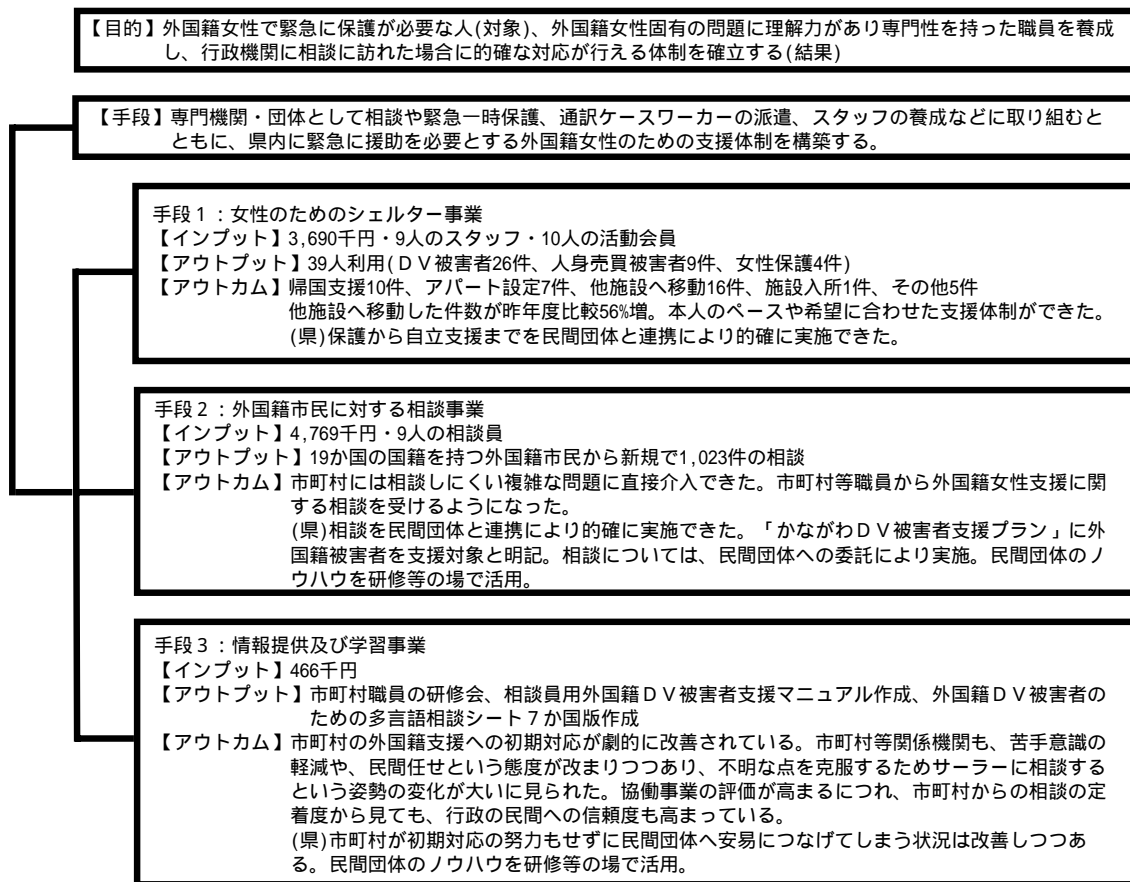 【目的】外国籍女性で緊急に保護が必要な人(対象)、外国籍女性固有の問題に理解力があり専門性を持った職員を養成
し、行政機関に相談に訪れた場合に的確な対応が行える体制を確立する(結果)
【手段】専門機関・団体として相談や緊急一時保護、通訳ケースワーカーの派遣、スタッフの養成などに取り組むと
ともに、県内に緊急に援助を必要とする外国籍女性のための支援体制を構築する。
手段1：女性のためのシェルター事業
【インプット】3,690千円・9人のスタッフ・10人の活動会員
【アウトプット】39人利用(ＤＶ被害者26件、人身売買被害者9件、女性保護4件)
【アウトカム】帰国支援10件、アパート設定7件、他施設へ移動16件、施設入所1件、その他5件
他施設へ移動した件数が昨年度比較56%増。本人のペースや希望に合わせた支援体制ができた。
(県)保護から自立支援までを民間団体と連携により的確に実施できた。
手段2：外国籍市民に対する相談事業
【インプット】4,769千円・9人の相談員
【アウトプット】19か国の国籍を持つ外国籍市民から新規で1,023件の相談
【アウトカム】市町村には相談しにくい複雑な問題に直接介入できた。市町村等職員から外国籍女性支援に関
する相談を受けるようになった。
(県)相談を民間団体と連携により的確に実施できた。「かながわＤＶ被害者支援プラン」に外
国籍被害者を支援対象と明記。相談については、民間団体への委託により実施。民間団体のノ
ウハウを研修等の場で活用。
手段3：情報提供及び学習事業
【インプット】466千円
【アウトプット】市町村職員の研修会、相談員用外国籍ＤＶ被害者支援マニュアル作成、外国籍ＤＶ被害者の
ための多言語相談シート７か国版作成
【アウトカム】市町村の外国籍支援への初期対応が劇的に改善されている。市町村等関係機関も、苦手意識の
軽減や、民間任せという態度が改まりつつあり、不明な点を克服するためサーラーに相談する
という姿勢の変化が大いに見られた。協働事業の評価が高まるにつれ、市町村からの相談の定
着度から見ても、行政の民間への信頼度も高まっている。
(県)市町村が初期対応の努力もせずに民間団体へ安易につなげてしまう状況は改善しつつあ
る。民間団体のノウハウを研修等の場で活用。